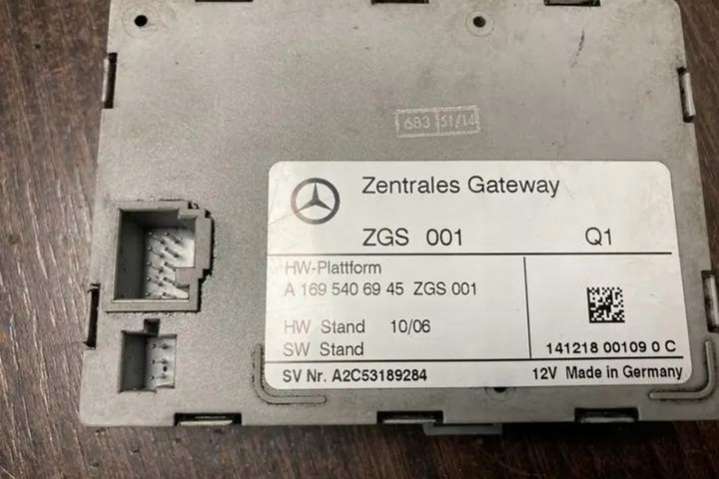 683 51/14
Zentrales Gateway
ZGS 001 Q1
HW-Plattform
A 169 540 69 45 ZGS 001
HW Stand 10/06
SW Stand
141218 00109 0 C
SV Nr. A2C53189284
12V Made in Germany